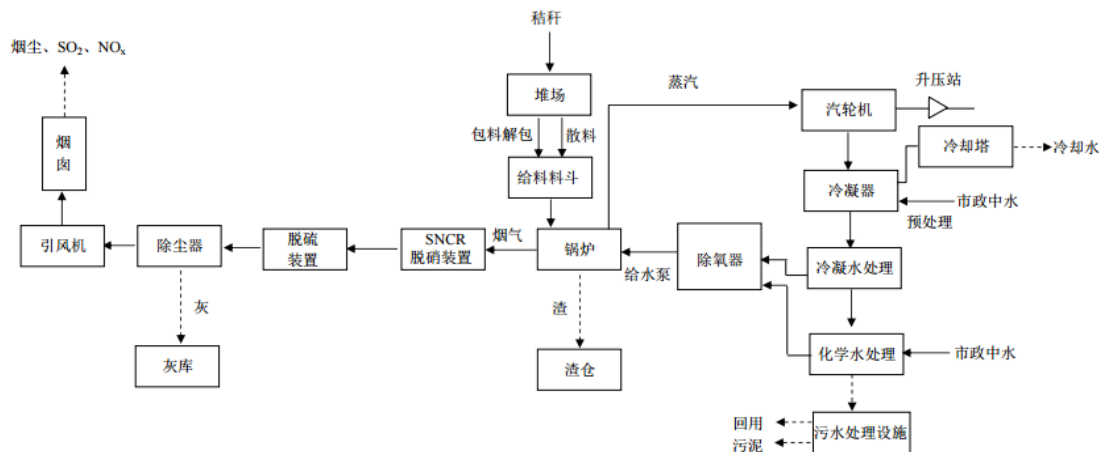 秸秆
烟尘、SO₂、NOₓ
堆场
蒸汽
升压站
汽轮机
包料解包
散料
冷却塔
冷却水
烟
囱
给料料斗
冷凝器
市政中水
预处理
引风机
除尘器
脱硫
装置
SNCR
脱硝装置
烟气
锅炉
给水泵
除氧器
冷凝水处理
灰
渣
灰库
渣仓
化学水处理
市政中水
回用
污泥
污水处理设施